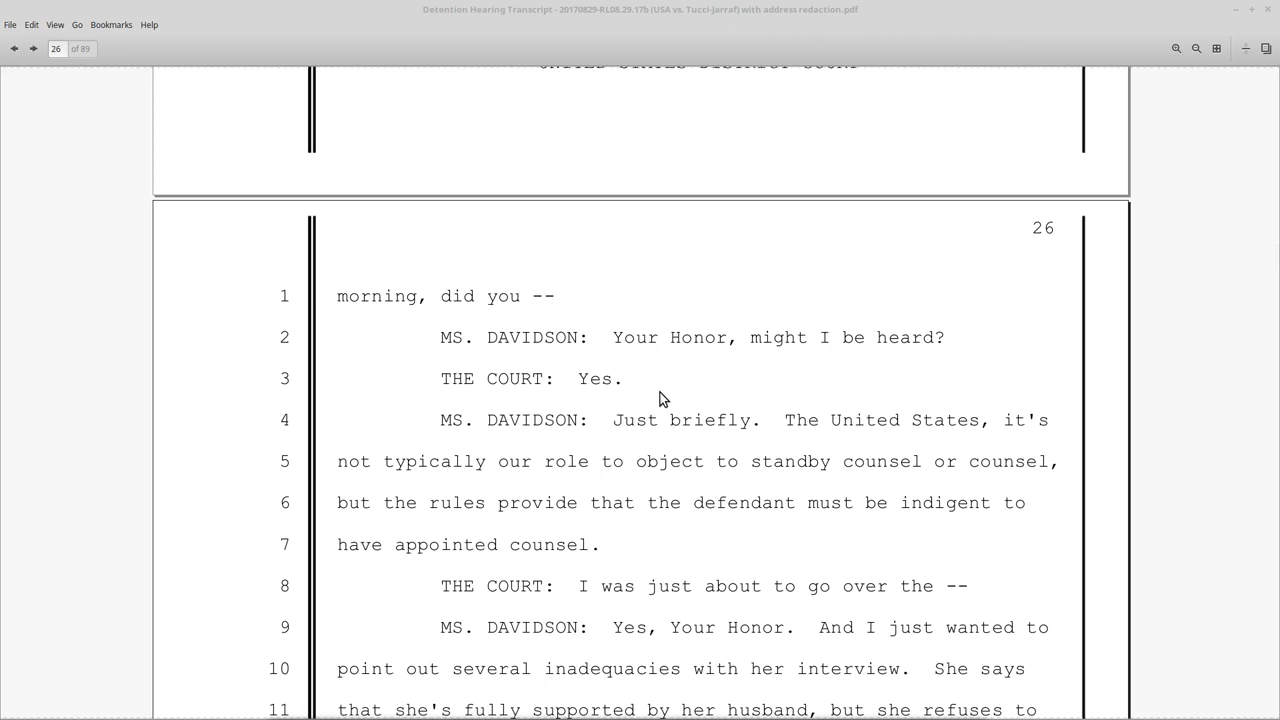 Detention Hearing Transcript - 20170829-RL08.29.17b (USA vs. Tucci-Jarraf) with address redaction.pdf
File Edit View Go Bookmarks Help
26 of 89
UNITED STATES DISTRICT COURT
26
1 morning, did you --
2 MS. DAVIDSON: Your Honor, might I be heard?
3 THE COURT: Yes.
4 MS. DAVIDSON: Just briefly. The United States, it's
5 not typically our role to object to standby counsel or counsel,
6 but the rules provide that the defendant must be indigent to
7 have appointed counsel.
8 THE COURT: I was just about to go over the --
9 MS. DAVIDSON: Yes, Your Honor. And I just wanted to
10 point out several inadequacies with her interview. She says
11 that she's fully supported by her husband, but she refuses to